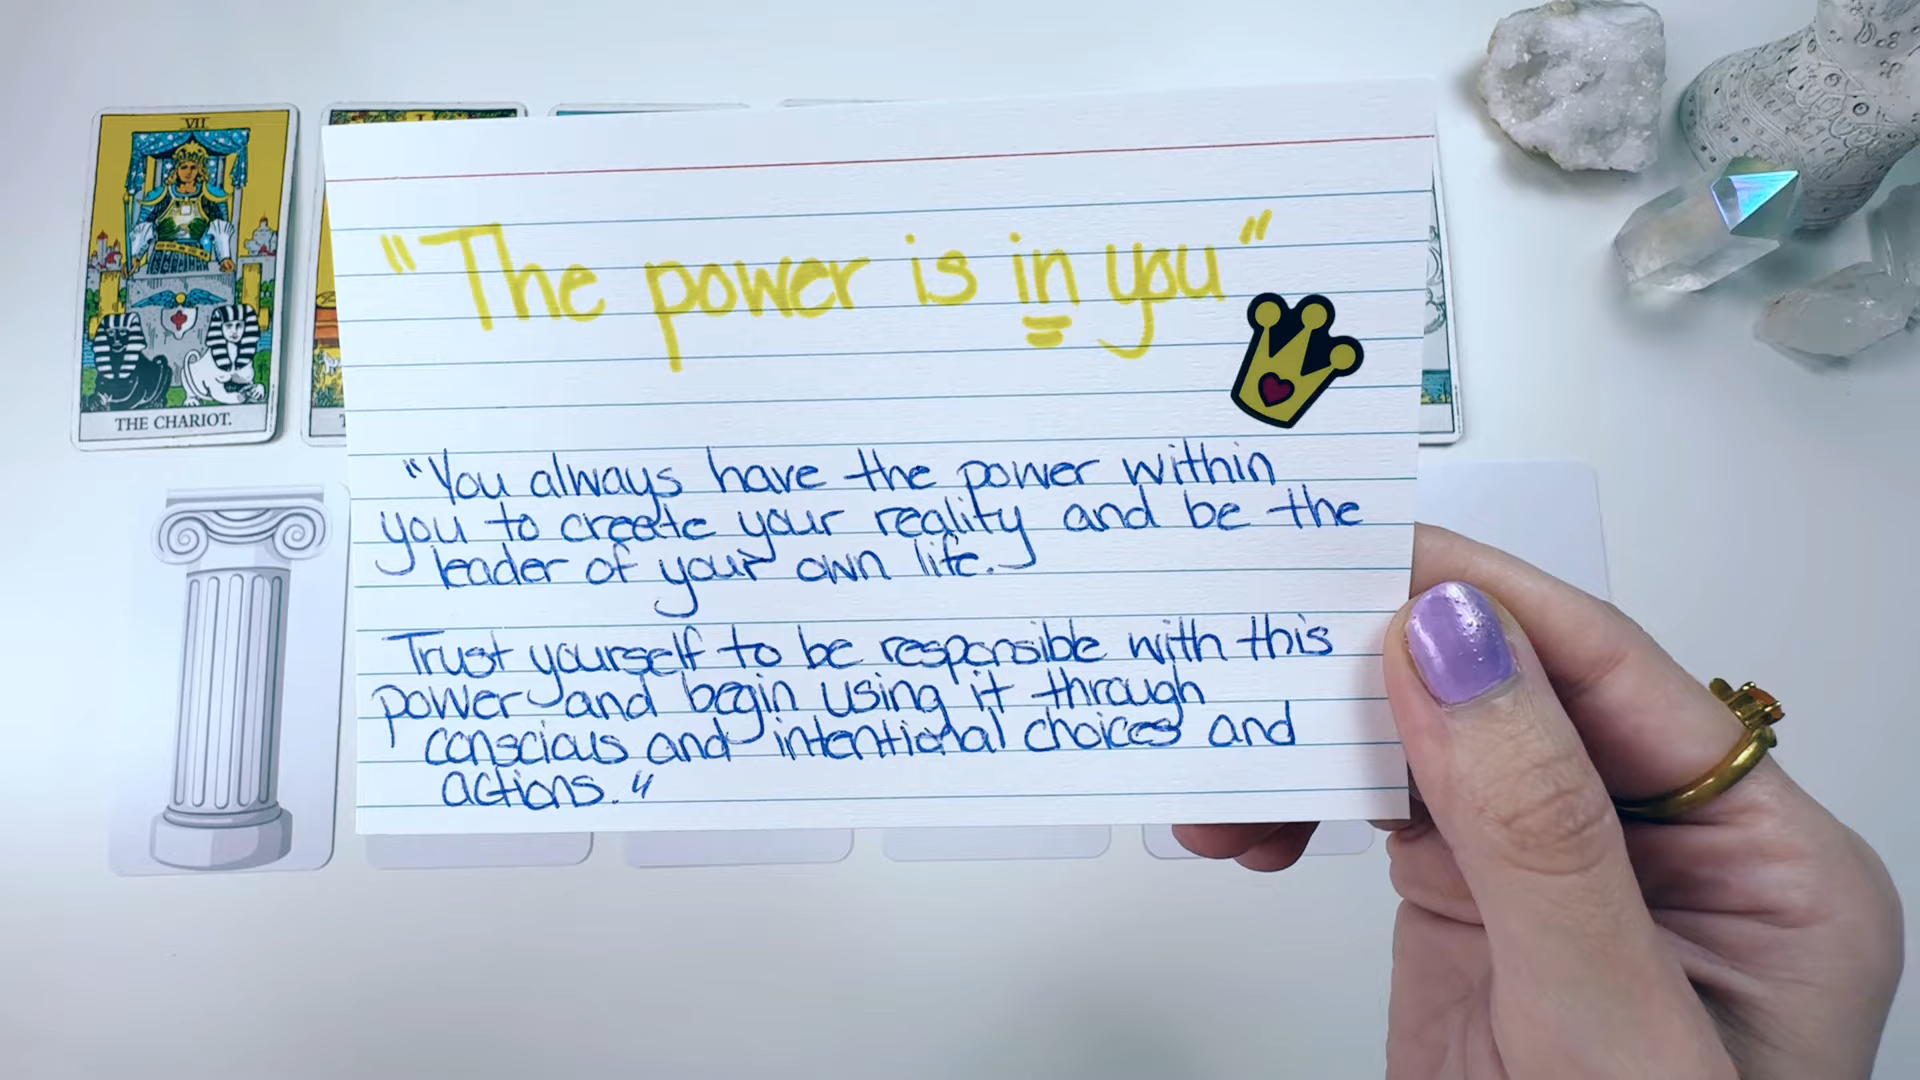 VII
THE CHARIOT.
I
"The power is in you"
"You always have the power within
you to create your reality and be the
leader of your own life.
Trust yourself to be responsible with this
power and begin using it through
conscious and intentional choices and
actions."